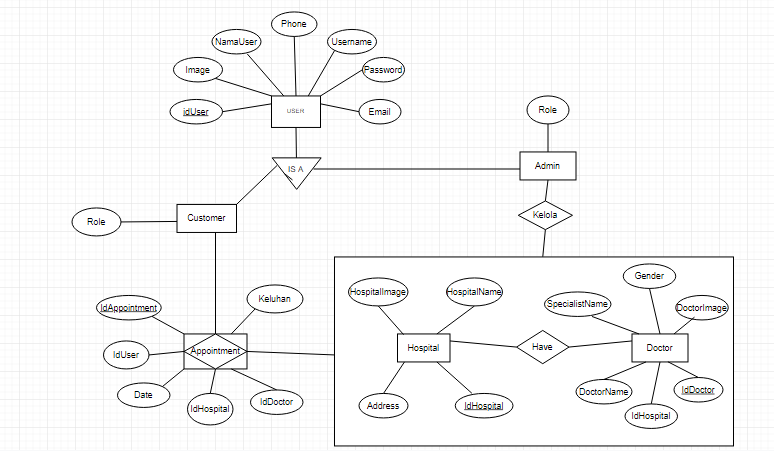 Phone
NamaUser
Username
Image
Password
idUser
USER
Email
Role
IS A
Admin
Role
Customer
Kelola
Gender
HospitalImage
HospitalName
SpecialistName
DoctorImage
IdAppointment
Keluhan
IdUser
Appointment
Hospital
Have
Doctor
Date
IdHospital
IdDoctor
Address
IdHospital
DoctorName
IdDoctor
IdHospital